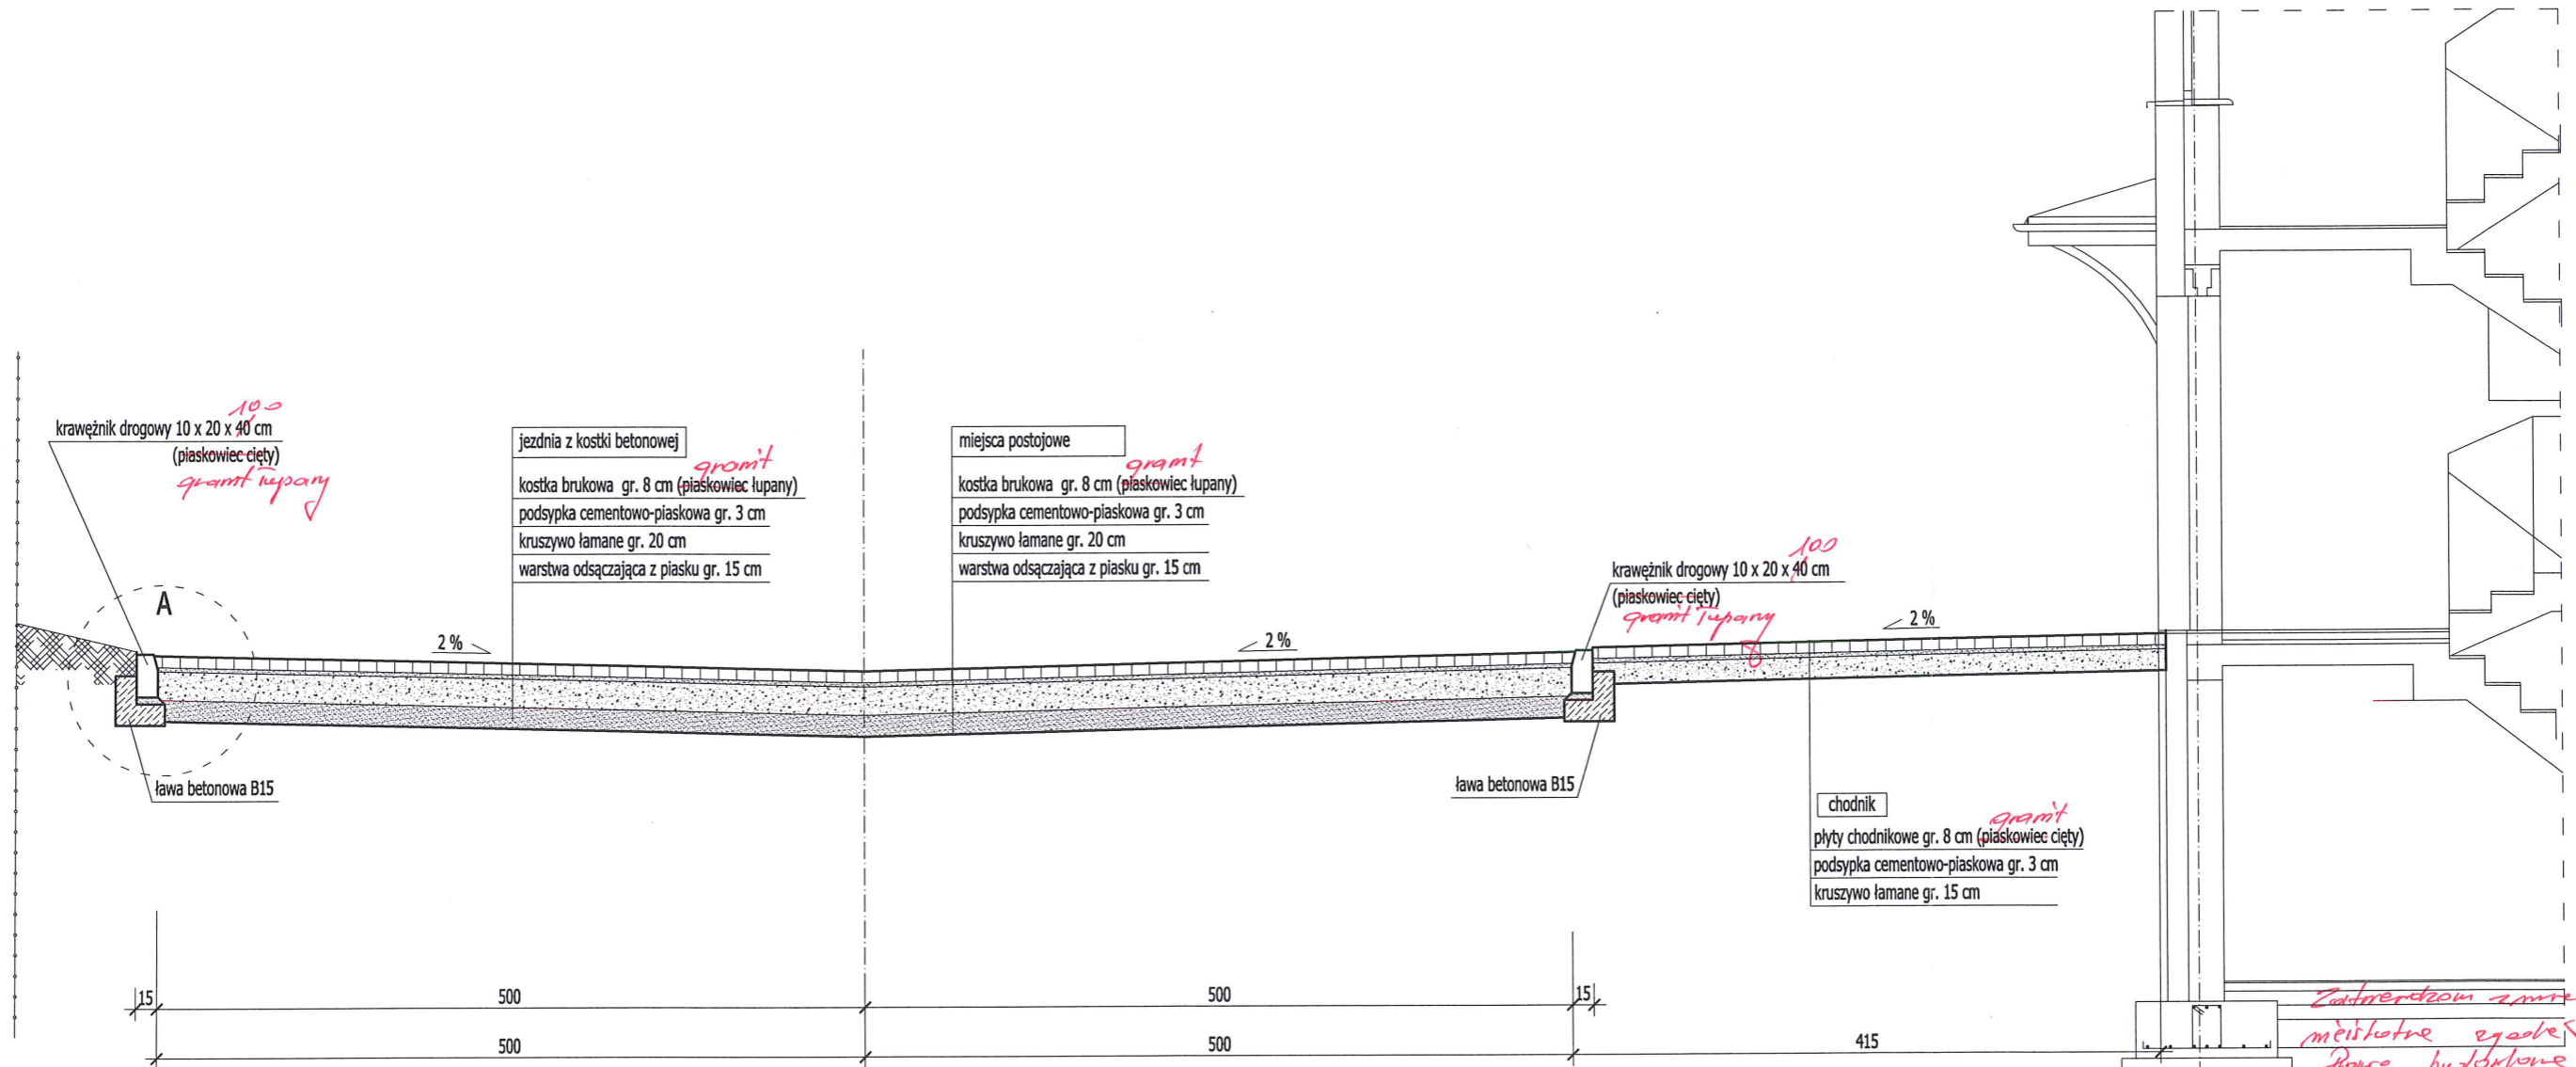 100
krawężnik drogowy 10 x 20 x 40 cm
(piaskowiec cięty)
granit łupany
jezdnia z kostki betonowej
granit
kostka brukowa gr. 8 cm (piaskowiec łupany)
podsypka cementowo-piaskowa gr. 3 cm
kruszywo łamane gr. 20 cm
warstwa odsączająca z piasku gr. 15 cm
miejsca postojowe
granit
kostka brukowa gr. 8 cm (piaskowiec łupany)
podsypka cementowo-piaskowa gr. 3 cm
kruszywo łamane gr. 20 cm
warstwa odsączająca z piasku gr. 15 cm
100
krawężnik drogowy 10 x 20 x 40 cm
(piaskowiec cięty)
granit łupany
A
2 %
2 %
2 %
ława betonowa B15
ława betonowa B15
chodnik
granit
płyty chodnikowe gr. 8 cm (piaskowiec cięty)
podsypka cementowo-piaskowa gr. 3 cm
kruszywo łamane gr. 15 cm
15
500
500
15
500
500
415